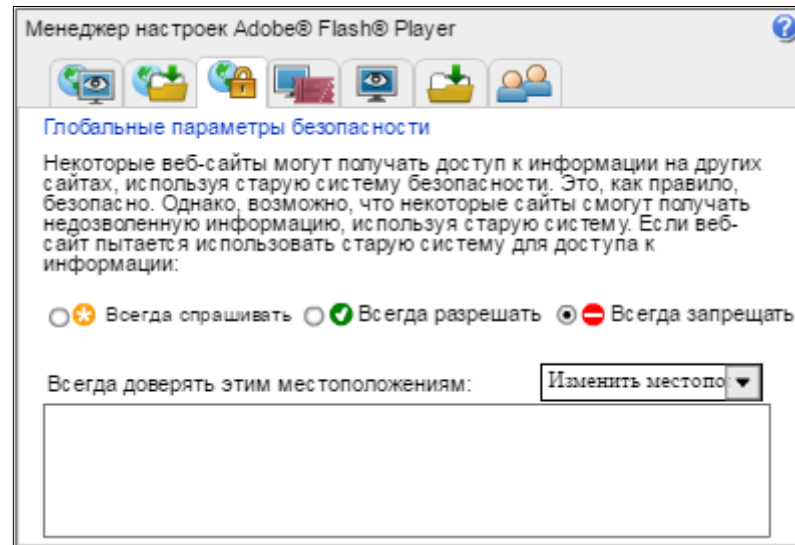 Менеджер настроек Adobe® Flash® Player
Глобальные параметры безопасности
Некоторые веб-сайты могут получать доступ к информации на других
сайтах, используя старую систему безопасности. Это, как правило,
безопасно. Однако, возможно, что некоторые сайты смогут получать
недозволенную информацию, используя старую систему. Если веб-
сайт пытается использовать старую систему для доступа к
информации:
Всегда спрашивать Всегда разрешать Всегда запрещать
Всегда доверять этим местоположениям: Изменить местопо